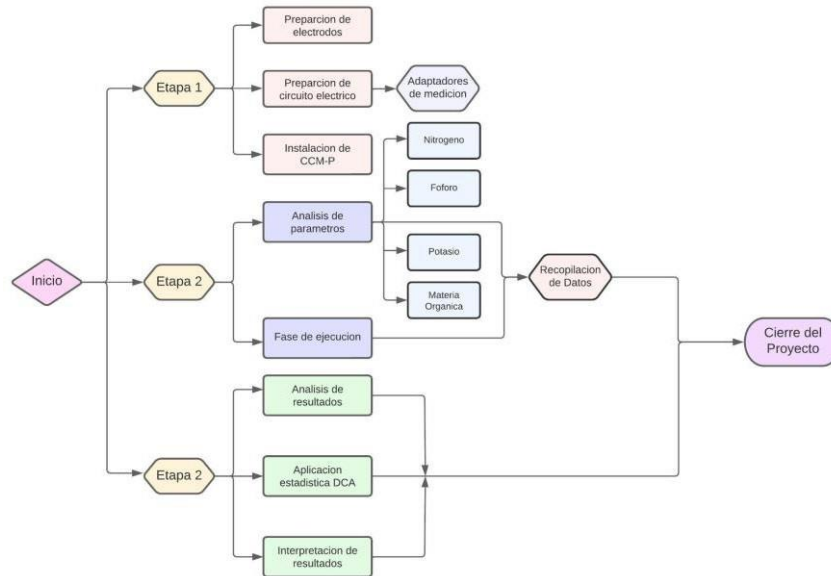 Preparcion de
electrodos
Etapa 1
Preparcion de
circuito electrico
Adaptadores
de medicion
Instalacion de
CCM-P
Nitrogeno
Foforo
Analisis de
parametros
Potasio
Inicio
Etapa 2
Recopilacion
de Datos
Materia
Organica
Fase de ejecucion
Cierre del
Proyecto
Analisis de
resultados
Etapa 2
Aplicacion
estadistica DCA
Interpretacion de
resultados